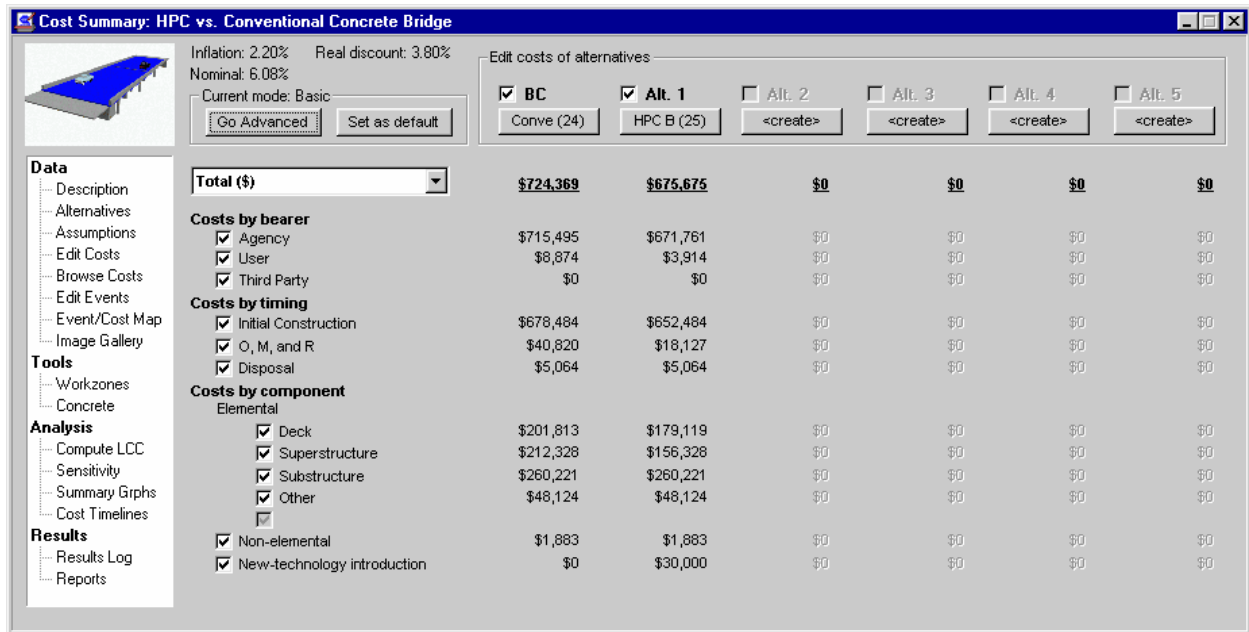 Cost Summary: HPC vs. Conventional Concrete Bridge
Inflation: 2.20% Real discount: 3.80%
Nominal: 6.08%
Current mode: Basic
Go Advanced Set as default
Edit costs of alternatives
BC Alt. 1 Alt. 2 Alt. 3 Alt. 4 Alt. 5
Conve (24) HPC B (25) <create> <create> <create> <create>
Data
Description
Alternatives
Assumptions
Edit Costs
Browse Costs
Edit Events
Event/Cost Map
Image Gallery
Tools
Workzones
Concrete
Analysis
Compute LCC
Sensitivity
Summary Grphs
Cost Timelines
Results
Results Log
Reports
Total ($) $724,369 $675,675 $0 $0 $0 $0
Costs by bearer
Agency $715,495 $671,761 $0 $0 $0 $0
User $8,874 $3,914 $0 $0 $0 $0
Third Party $0 $0 $0 $0 $0 $0
Costs by timing
Initial Construction $678,484 $652,484 $0 $0 $0 $0
O, M, and R $40,820 $18,127 $0 $0 $0 $0
Disposal $5,064 $5,064 $0 $0 $0 $0
Costs by component
Elemental
Deck $201,813 $179,119 $0 $0 $0 $0
Superstructure $212,328 $156,328 $0 $0 $0 $0
Substructure $260,221 $260,221 $0 $0 $0 $0
Other $48,124 $48,124 $0 $0 $0 $0
Non-elemental $1,883 $1,883 $0 $0 $0 $0
New-technology introduction $0 $30,000 $0 $0 $0 $0